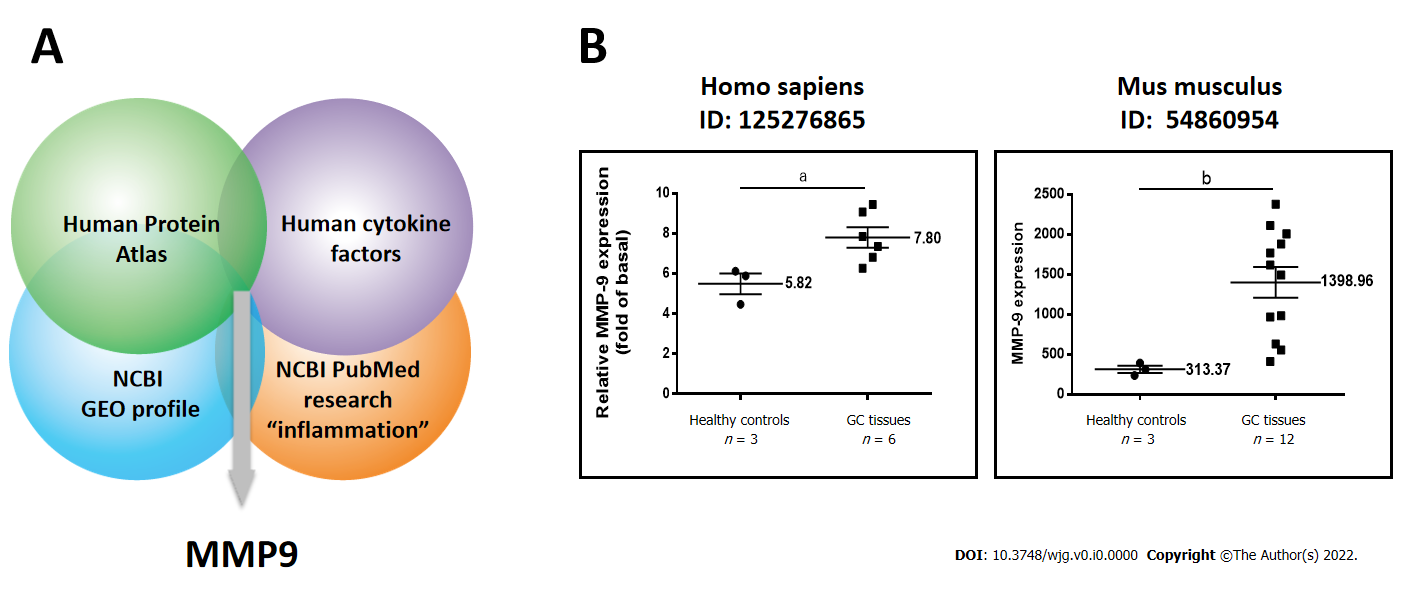 A
Human Protein
Atlas
Human cytokine
factors
NCBI
GEO profile
NCBI PubMed
research
“inflammation”
MMP9
B
Homo sapiens
ID: 125276865
Relative MMP-9 expression
(fold of basal)
10
8
6
4
2
0
a
5.82
7.80
Healthy controls
n = 3
GC tissues
n = 6
Mus musculus
ID: 54860954
MMP-9 expression
2500
2000
1500
1000
500
0
b
313.37
1398.96
Healthy controls
n = 3
GC tissues
n = 12
DOI: 10.3748/wjg.v0.i0.0000 Copyright ©The Author(s) 2022.